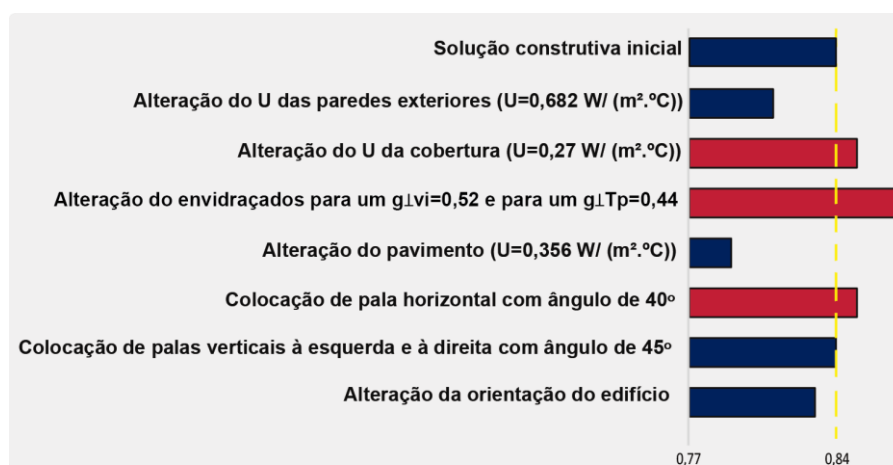 Solução construtiva inicial
Alteração do U das paredes exteriores (U=0,682 W/ (m².ºC))
Alteração do U da cobertura (U=0,27 W/ (m².ºC))
Alteração do envidraçados para um g⊥vi=0,52 e para um g⊥Tp=0,44
Alteração do pavimento (U=0,356 W/ (m².ºC))
Colocação de pala horizontal com ângulo de 40º
Colocação de palas verticais à esquerda e à direita com ângulo de 45º
Alteração da orientação do edifício
0,77 0,84